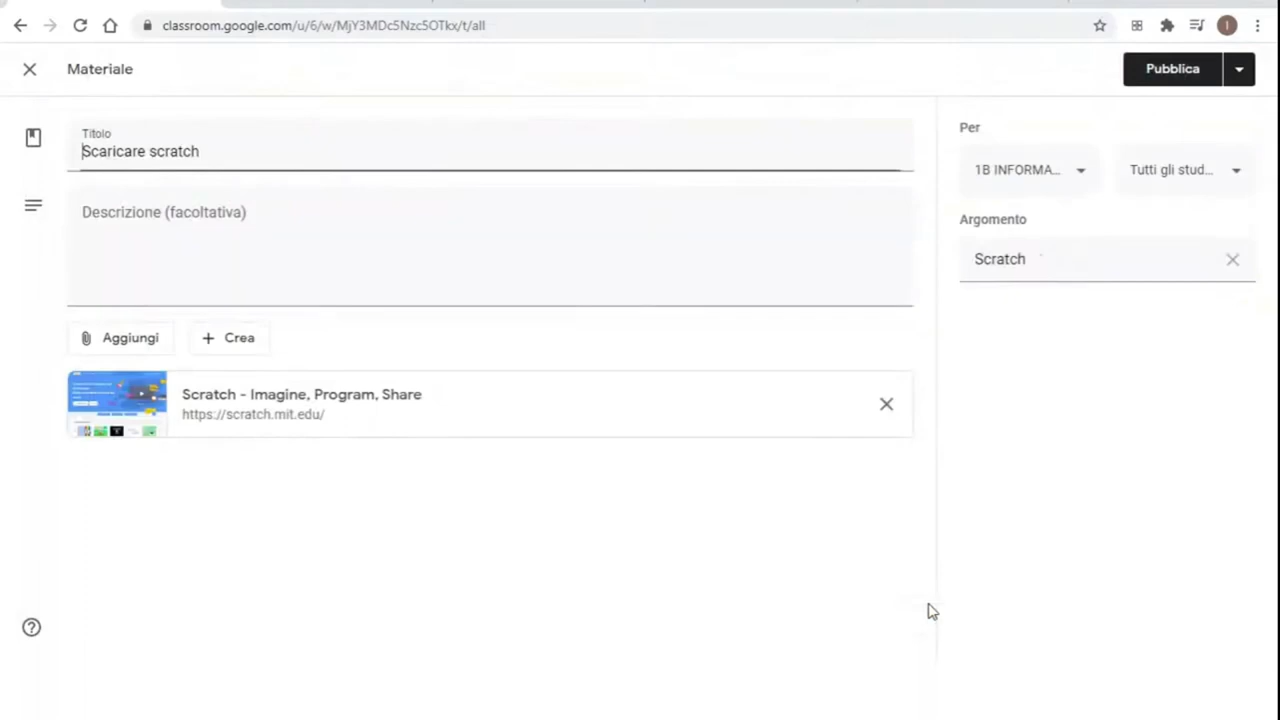 classroom.google.com/u/6/w/MjY3MDc5Nzc5OTkx/t/all
I
Materiale
Pubblica
Titolo
Scaricare scratch
Descrizione (facoltativa)
Aggiungi
Crea
Scratch - Imagine, Program, Share
https://scratch.mit.edu/
Per
1B INFORMA...
Tutti gli stud...
Argomento
Scratch